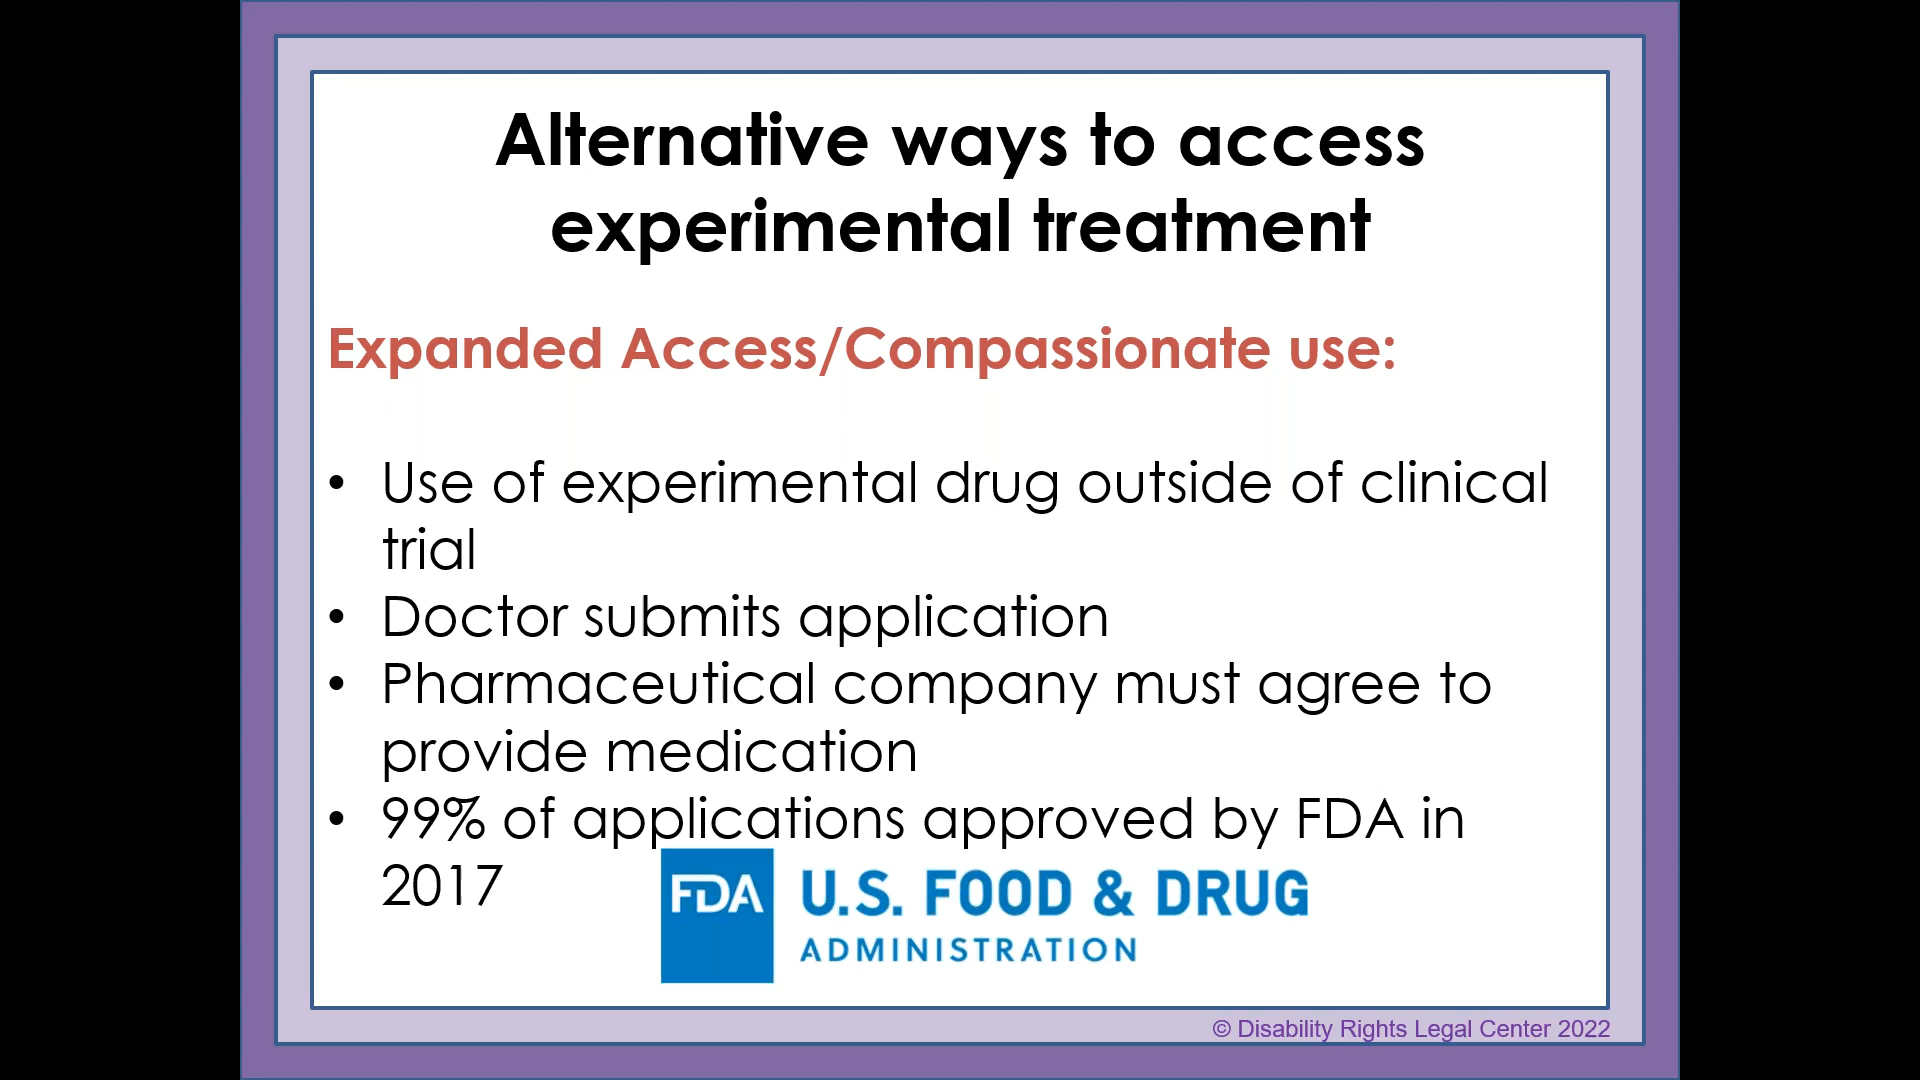 Alternative ways to access
experimental treatment
Expanded Access/Compassionate use:
• Use of experimental drug outside of clinical
trial
• Doctor submits application
• Pharmaceutical company must agree to
provide medication
• 99% of applications approved by FDA in
2017
FDA U.S. FOOD & DRUG
ADMINISTRATION
© Disability Rights Legal Center 2022